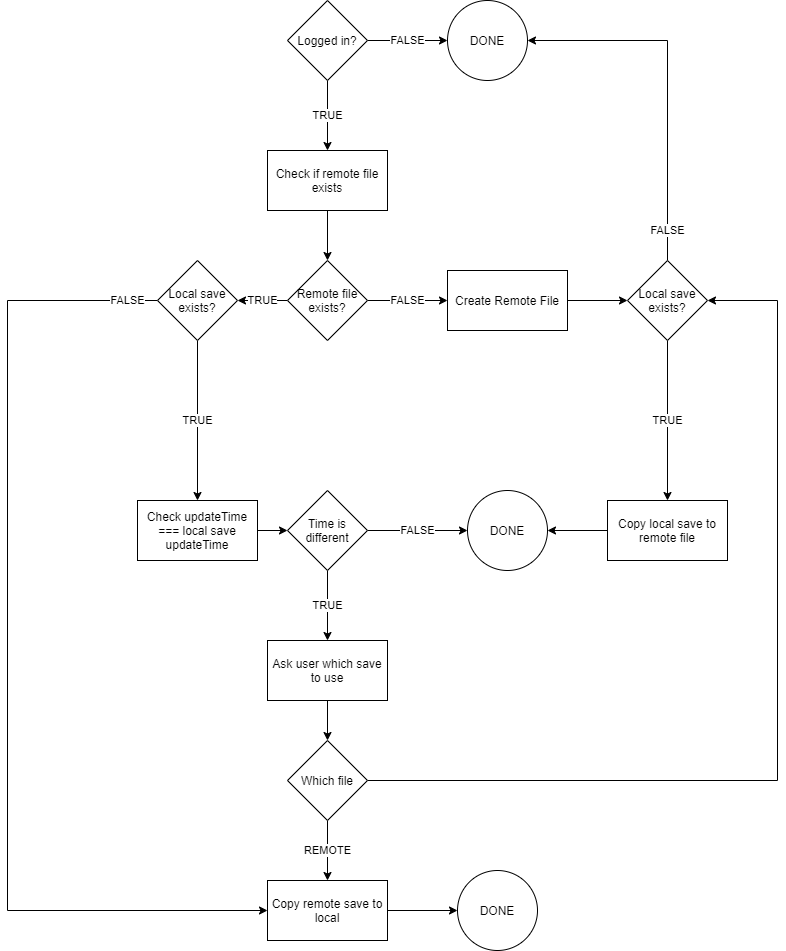 Logged in?
FALSE
DONE
TRUE
Check if remote file
exists
FALSE
FALSE
Local save
exists?
TRUE
Remote file
exists?
FALSE
Create Remote File
Local save
exists?
TRUE
TRUE
Check updateTime
=== local save
updateTime
Time is
different
FALSE
DONE
Copy local save to
remote file
TRUE
Ask user which save
to use
Which file
REMOTE
Copy remote save to
local
DONE